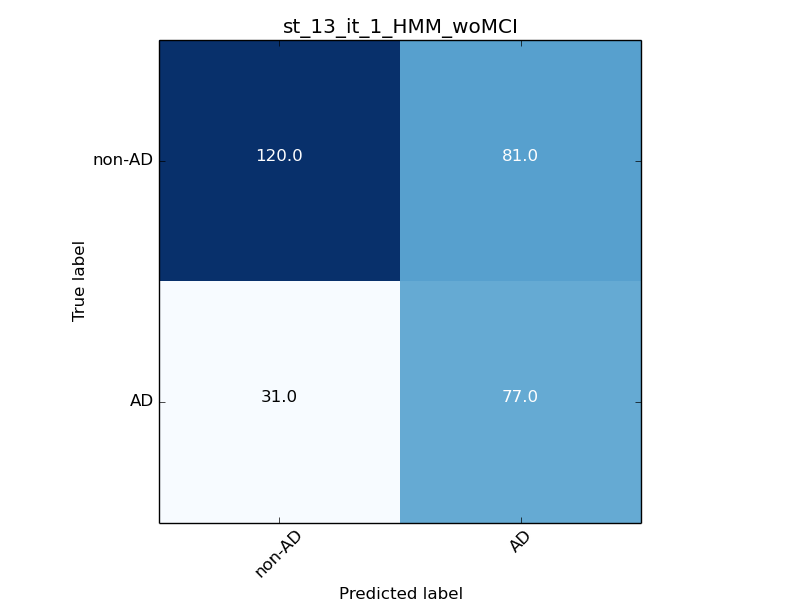 st_13_it_1_HMM_woMCI
non-AD
120.0
81.0
True label
AD
31.0
77.0
non-AD
AD
Predicted label